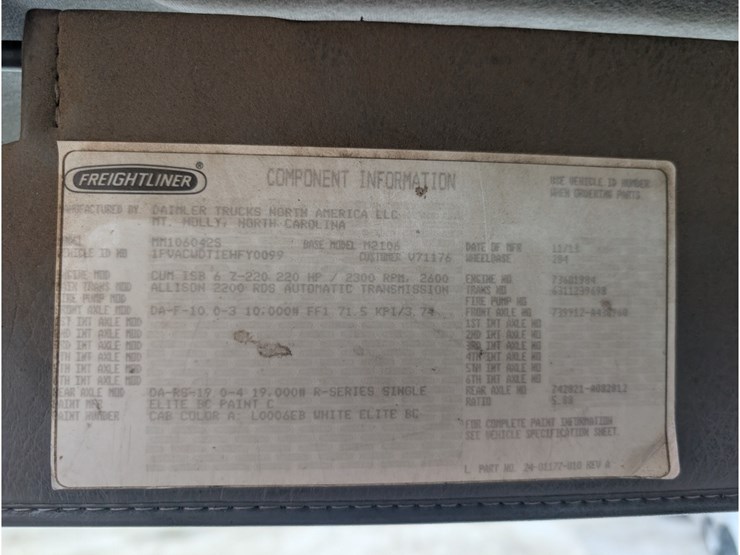 FREIGHTLINER ®
COMPONENT INFORMATION
USE VEHICLE ID NUMBER
WHEN ORDERING PARTS
MANUFACTURED BY DAIMLER TRUCKS NORTH AMERICA LLC
MT. HOLLY, NORTH CAROLINA
MODEL MM106042S BASE MODEL M2106 DATE OF MFR
VEHICLE ID NO CUSTOMER V71176 WHEELBASE
ENGINE MOD CUM ISB 6.7-220 220 HP / 2300 RPM, 2600 ENGINE NO
TRANS MOD ALLISON 2200 RDS AUTOMATIC TRANSMISSION TRANS NO
FIRE PUMP MOD FIRE PUMP NO
FRONT AXLE MOD DA-F-10.0-3 10,000# FF1 71.5 KPI/3.74 FRONT AXLE NO
1ST INT AXLE MOD 1ST INT AXLE NO
2ND INT AXLE MOD 2ND INT AXLE NO
3RD INT AXLE MOD 3RD INT AXLE NO
4TH INT AXLE MOD 4TH INT AXLE NO
5TH INT AXLE MOD 5TH INT AXLE NO
6TH INT AXLE MOD 6TH INT AXLE NO
REAR AXLE MOD DA-RS-19.0-4 19,000# R-SERIES SINGLE REAR AXLE NO
PAINT MFG ELITE BC PAINT C RATIO
PAINT NUMBER CAB COLOR A: L0006EB WHITE ELITE BC
FOR COMPLETE PAINT INFORMATION
SEE VEHICLE SPECIFICATION SHEET.
PART NO. 24-01177-010 REV A